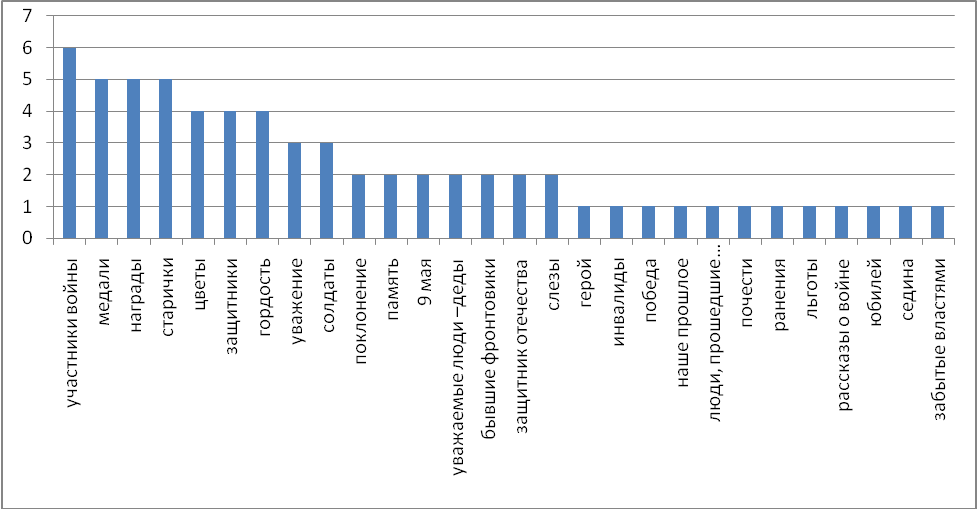 7
6
5
4
3
2
1
0
участники войны
медали
награды
старички
цветы
защитники
гордость
уважение
солдаты
поклонение
память
9 мая
уважаемые люди –деды
бывшие фронтовики
защитник отечества
слезы
герой
инвалиды
победа
наше прошлое
люди, прошедшие…
почести
ранения
льготы
рассказы о войне
юбилей
седина
забытые властями